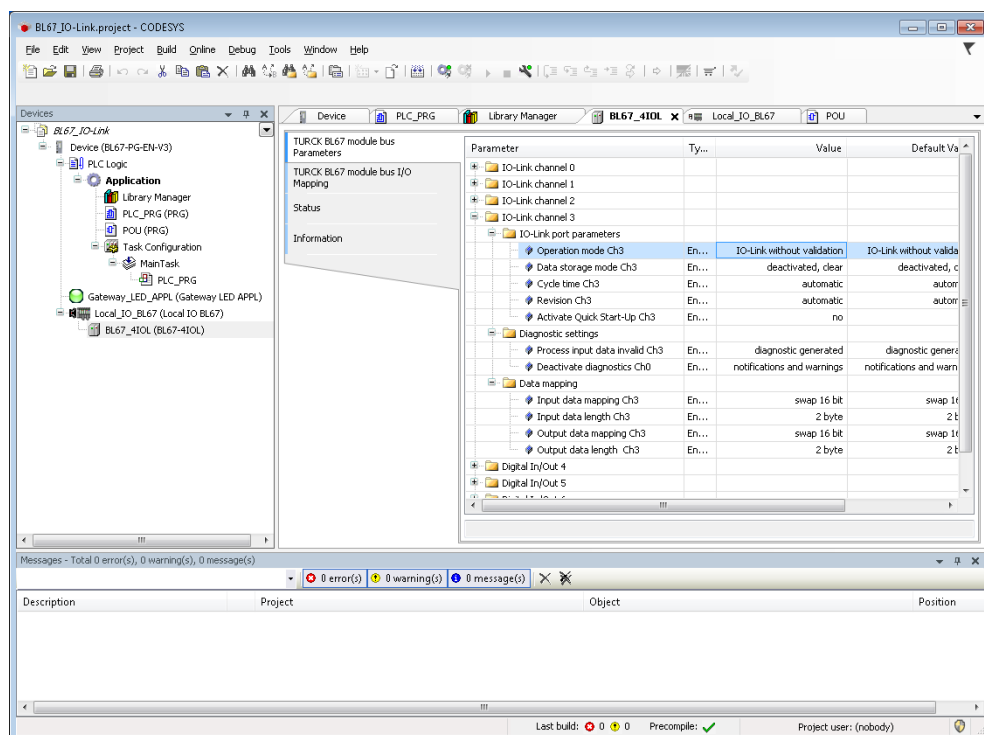 BL67_IO-Link.project - CODESYS
File Edit View Project Build Online Debug Tools Window Help
Devices
BL67_IO-Link
Device (BL67-PG-EN-V3)
PLC Logic
Application
Library Manager
PLC_PRG (PRG)
POU (PRG)
Task Configuration
MainTask
PLC_PRG
Gateway_LED_APPL (Gateway LED APPL)
Local_IO_BL67 (Local IO BL67)
BL67_4IOL (BL67-4IOL)
Device PLC_PRG Library Manager BL67_4IOL Local_IO_BL67 POU
TURCK BL67 module bus
Parameters
TURCK BL67 module bus I/O
Mapping
Status
Information
Parameter Ty... Value Default Va
IO-Link channel 0
IO-Link channel 1
IO-Link channel 2
IO-Link channel 3
IO-Link port parameters
Operation mode Ch3 En... IO-Link without validation IO-Link without valida
Data storage mode Ch3 En... deactivated, clear deactivated, c
Cycle time Ch3 En... automatic autom
Revision Ch3 En... automatic autom
Activate Quick Start-Up Ch3 En... no
Diagnostic settings
Process input data invalid Ch3 En... diagnostic generated diagnostic genera
Deactivate diagnostics Ch0 En... notifications and warnings notifications and warn
Data mapping
Input data mapping Ch3 En... swap 16 bit swap 16
Input data length Ch3 En... 2 byte 2 b
Output data mapping Ch3 En... swap 16 bit swap 16
Output data length Ch3 En... 2 byte 2 b
Digital In/Out 4
Digital In/Out 5
Messages - Total 0 error(s), 0 warning(s), 0 message(s)
0 error(s) 0 warning(s) 0 message(s)
Description Project Object Position
Last build: 0 0 Precompile: Project user: (nobody)